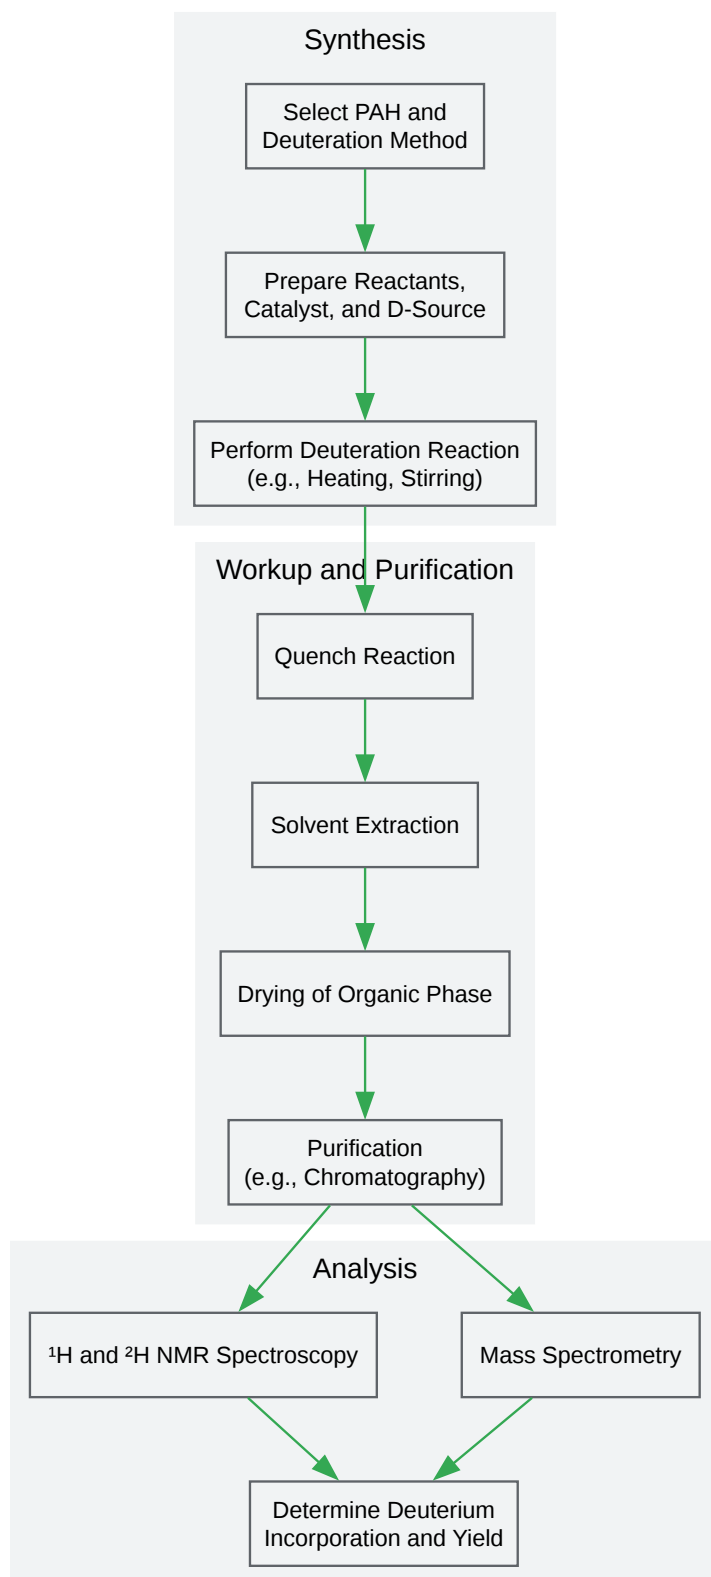 Synthesis
Select PAH and
Deuteration Method
Prepare Reactants,
Catalyst, and D-Source
Perform Deuteration Reaction
(e.g., Heating, Stirring)
Workup and Purification
Quench Reaction
Solvent Extraction
Drying of Organic Phase
Purification
(e.g., Chromatography)
Analysis
¹H and ²H NMR Spectroscopy
Mass Spectrometry
Determine Deuterium
Incorporation and Yield